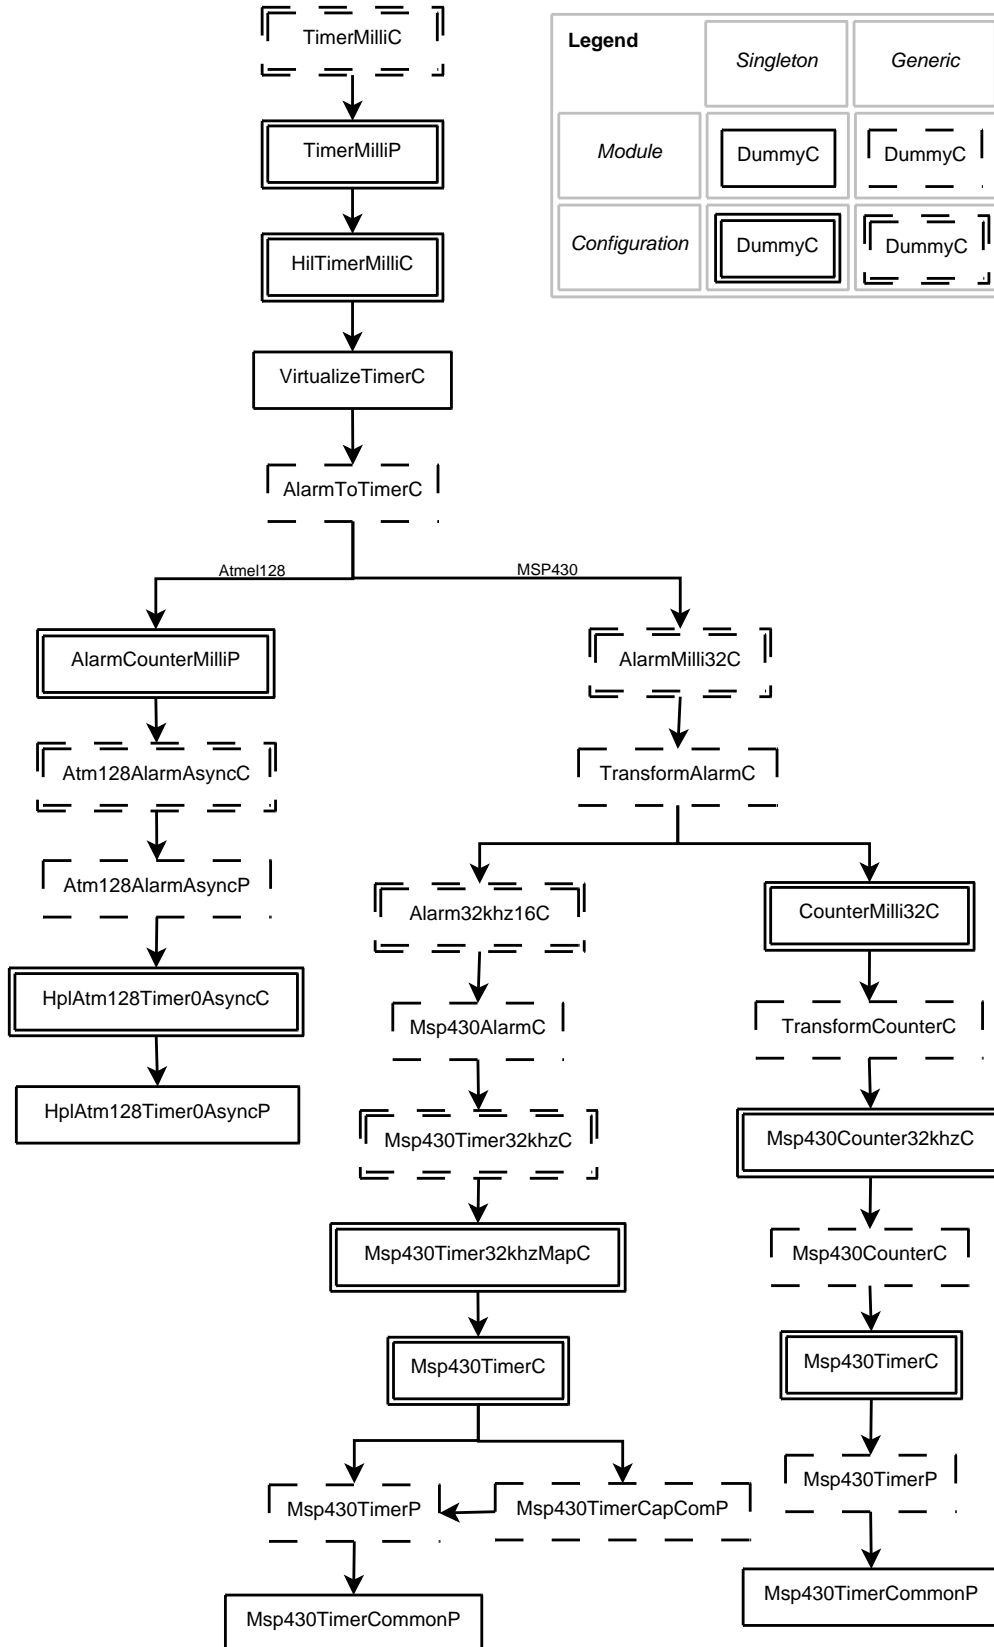 TimerMilliC
Legend
Singleton
Generic
TimerMilliP
Module
DummyC
DummyC
HilTimerMilliC
Configuration
DummyC
DummyC
VirtualizeTimerC
AlarmToTimerC
Atmel128
MSP430
AlarmCounterMilliP
AlarmMilli32C
Atm128AlarmAsyncC
TransformAlarmC
Atm128AlarmAsyncP
Alarm32khz16C
CounterMilli32C
HplAtm128Timer0AsyncC
Msp430AlarmC
TransformCounterC
HplAtm128Timer0AsyncP
Msp430Timer32khzC
Msp430Counter32khzC
Msp430Timer32khzMapC
Msp430CounterC
Msp430TimerC
Msp430TimerC
Msp430TimerP
Msp430TimerCapComP
Msp430TimerP
Msp430TimerCommonP
Msp430TimerCommonP